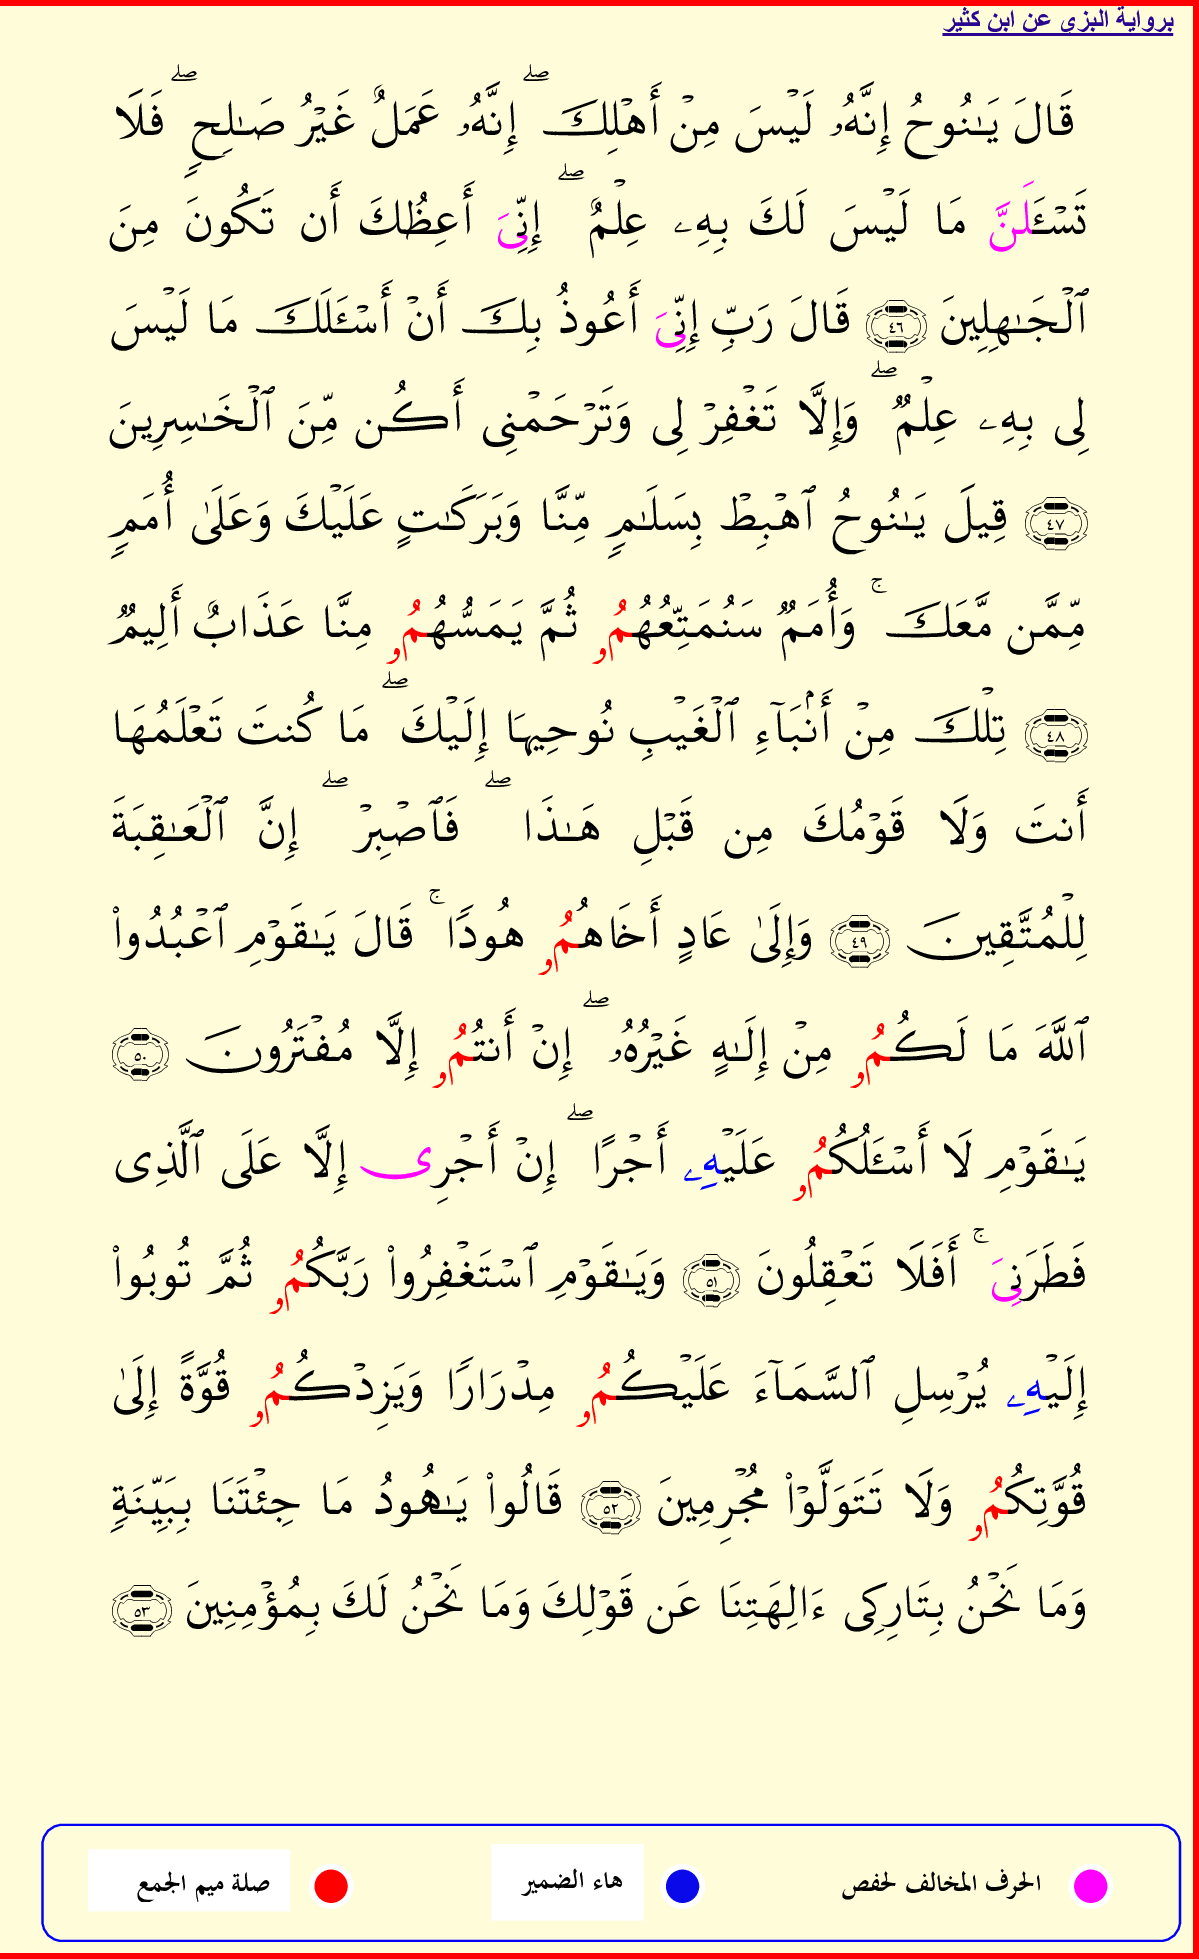 برواية البزي عن ابن كثير
قَالَ يَـٰنُوحُ إِنَّهُۥ لَيْسَ مِنْ أَهْلِكَ ۖ إِنَّهُۥ عَمَلٌ غَيْرُ صَـٰلِحٍ ۖ فَلَا
تَسْـَٔلَنَّ مَا لَيْسَ لَكَ بِهِۦ عِلْمٌ ۖ إِنِّىَ أَعِظُكَ أَن تَكُونَ مِنَ
ٱلْجَـٰهِلِينَ ٤٦ قَالَ رَبِّ إِنِّىَ أَعُوذُ بِكَ أَنْ أَسْـَٔلَكَ مَا لَيْسَ
لِى بِهِۦ عِلْمٌ ۖ وَإِلَّا تَغْفِرْ لِى وَتَرْحَمْنِى أَكُن مِّنَ ٱلْخَـٰسِرِينَ
٤٧ قِيلَ يَـٰنُوحُ ٱهْبِطْ بِسَلَـٰمٍ مِّنَّا وَبَرَكَـٰتٍ عَلَيْكَ وَعَلَىٰ أُمَمٍ
مِّمَّن مَّعَكَ ۚ وَأُمَمٌ سَنُمَتِّعُهُمُۥ ثُمَّ يَمَسُّهُمُۥ مِنَّا عَذَابٌ أَلِيمٌ
٤٨ تِلْكَ مِنْ أَنۢبَآءِ ٱلْغَيْبِ نُوحِيهَا إِلَيْكَ ۖ مَا كُنتَ تَعْلَمُهَا
أَنتَ وَلَا قَوْمُكَ مِن قَبْلِ هَـٰذَا ۖ فَٱصْبِرْ ۖ إِنَّ ٱلْعَـٰقِبَةَ
لِلْمُتَّقِينَ ٤٩ وَإِلَىٰ عَادٍ أَخَاهُمُۥ هُودًا ۚ قَالَ يَـٰقَوْمِ ٱعْبُدُوا۟
ٱللَّهَ مَا لَكُمُۥ مِنْ إِلَـٰهٍ غَيْرُهُۥ ۖ إِنْ أَنتُمُۥ إِلَّا مُفْتَرُونَ ٥٠
يَـٰقَوْمِ لَا أَسْـَٔلُكُمُۥ عَلَيْهِۦ أَجْرًا ۖ إِنْ أَجْرِى إِلَّا عَلَى ٱلَّذِى
فَطَرَنِىَ ۚ أَفَلَا تَعْقِلُونَ ٥١ وَيَـٰقَوْمِ ٱسْتَغْفِرُوا۟ رَبَّكُمُۥ ثُمَّ تُوبُوا۟
إِلَيْهِۦ يُرْسِلِ ٱلسَّمَآءَ عَلَيْكُمُۥ مِدْرَارًا وَيَزِدْكُمُۥ قُوَّةً إِلَىٰ
قُوَّتِكُمُۥ وَلَا تَتَوَلَّوْا۟ مُجْرِمِينَ ٥٢ قَالُوا۟ يَـٰهُودُ مَا جِئْتَنَا بِبَيِّنَةٍ
وَمَا نَحْنُ بِتَارِكِى ءَالِهَتِنَا عَن قَوْلِكَ وَمَا نَحْنُ لَكَ بِمُؤْمِنِينَ ٥٣
الحرف المخالف لحفص هاء الضمير صلة ميم الجمع